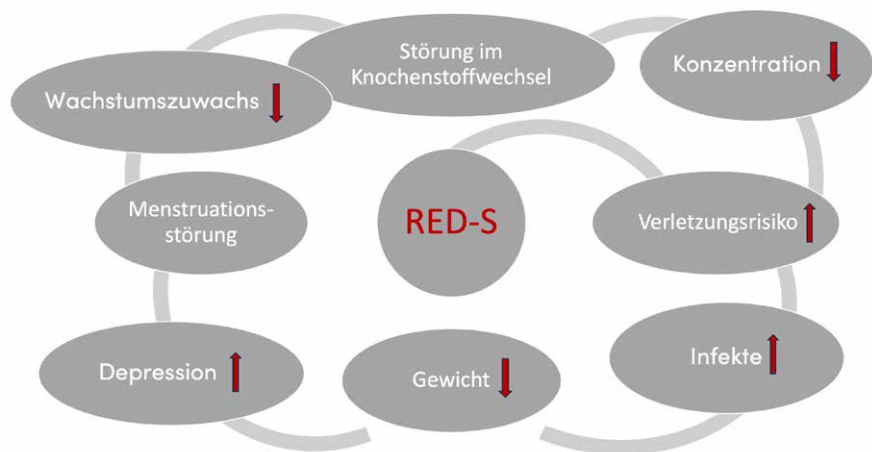 Störung im
Knochenstoffwechsel
Konzentration
Wachstumszuwachs
Menstruations-
störung
RED-S
Verletzungsrisiko
Depression
Gewicht
Infekte